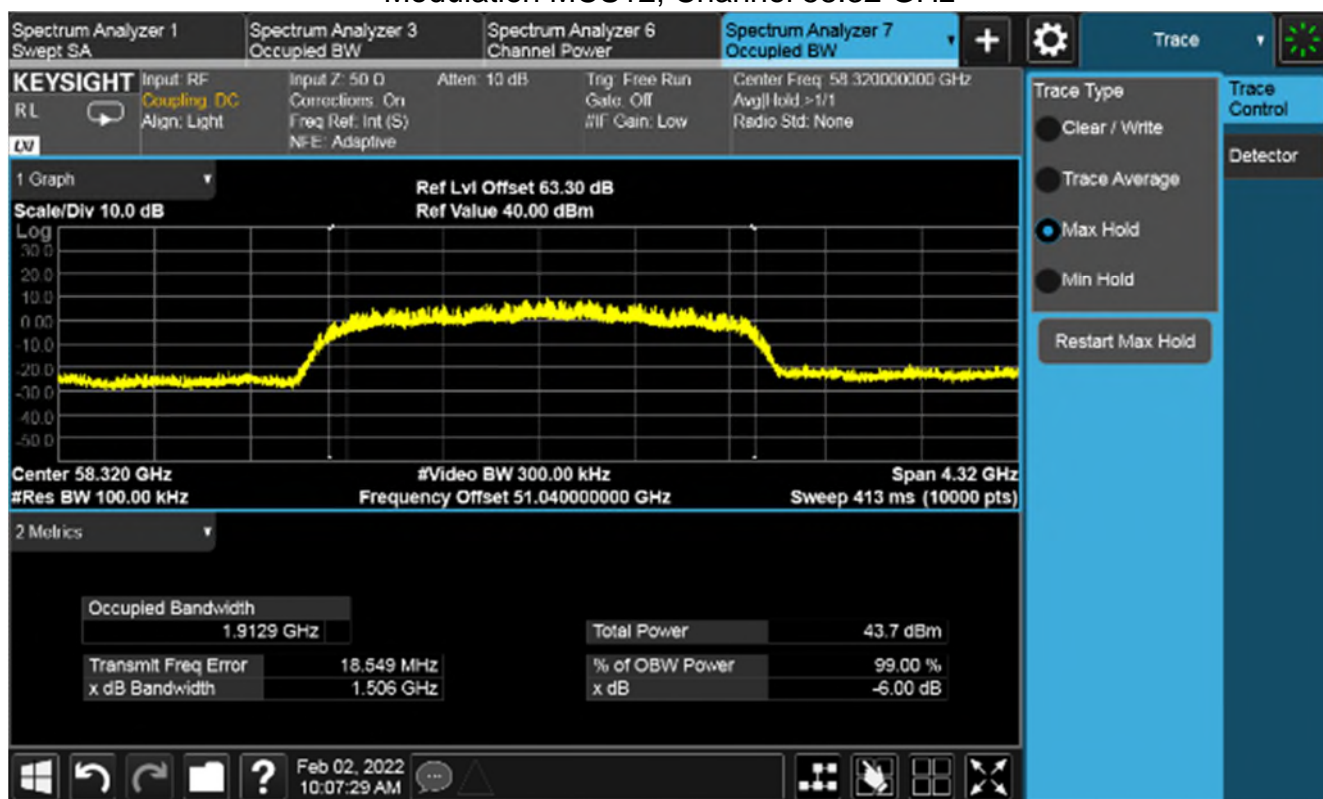 Modulation MCS12, Channel 58.32 GHz
Spectrum Analyzer 1
Swept SA
Spectrum Analyzer 3
Occupied BW
Spectrum Analyzer 6
Channel Power
Spectrum Analyzer 7
Occupied BW
+
Trace
KEYSIGHT
RL
LXI
Input: RF
Coupling: DC
Align: Light
Input Z: 50 Ω
Corrections: On
Freq Ref: Int (S)
NFE: Adaptive
Atten: 10 dB
Trig: Free Run
Gate: Off
#IF Gain: Low
Center Freq: 58.320000000 GHz
Avg|Hold:>1/1
Radio Std: None
Trace Type
Clear / Write
Trace Average
Max Hold
Min Hold
Restart Max Hold
Trace
Control
Detector
1 Graph
Scale/Div 10.0 dB
Ref Lvl Offset 63.30 dB
Ref Value 40.00 dBm
Log
30.0
20.0
10.0
0.00
-10.0
-20.0
-30.0
-40.0
-50.0
Center 58.320 GHz
#Video BW 300.00 kHz
Span 4.32 GHz
#Res BW 100.00 kHz
Frequency Offset 51.040000000 GHz
Sweep 413 ms (10000 pts)
2 Metrics
Occupied Bandwidth
1.9129 GHz
Total Power 43.7 dBm
Transmit Freq Error 18.549 MHz
% of OBW Power 99.00 %
x dB Bandwidth 1.506 GHz
x dB -6.00 dB
?
Feb 02, 2022
10:07:29 AM